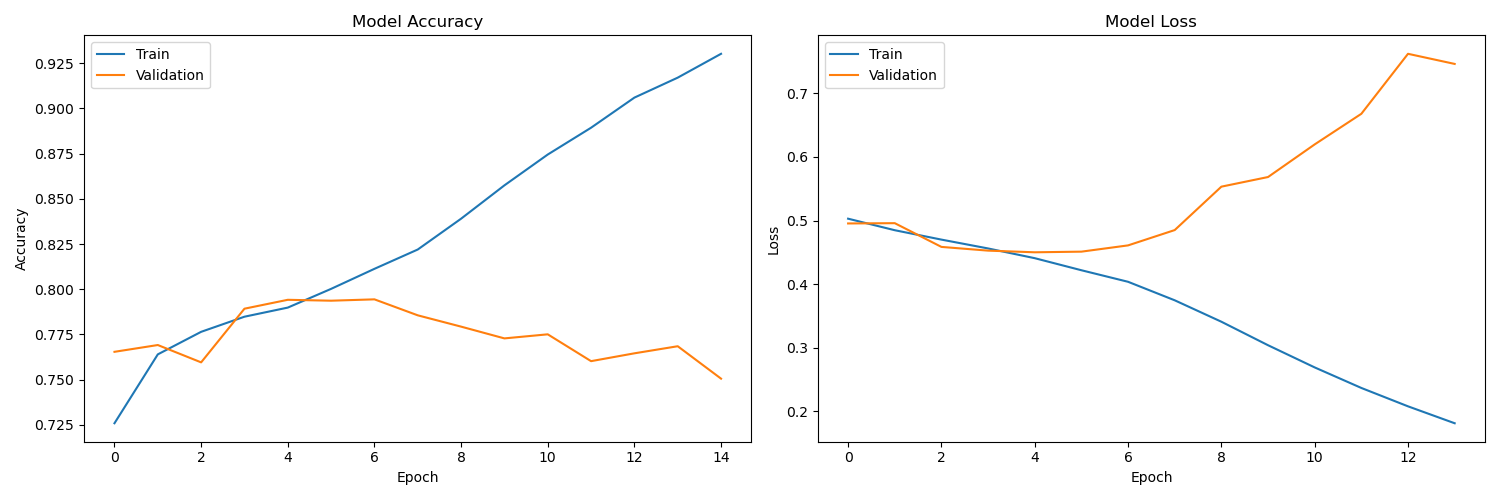 Model Accuracy
Train
Validation
0.925
0.900
0.875
0.850
0.825
0.800
0.775
0.750
0.725
Accuracy
0 2 4 6 8 10 12 14
Epoch
Model Loss
Train
Validation
0.7
0.6
0.5
0.4
0.3
0.2
Loss
0 2 4 6 8 10 12
Epoch